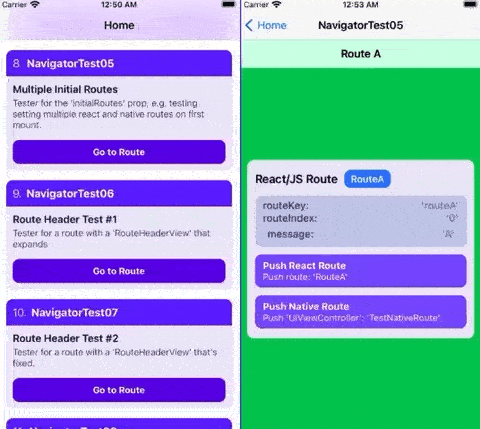 Carrier 12:50 AM
Home
8. NavigatorTest05
Multiple Initial Routes
Tester for the 'initialRoutes' prop, e.g. testing
setting multiple react and native routes on first
mount.
Go to Route
9. NavigatorTest06
Route Header Test #1
Tester for a route with a 'RouteHeaderView' that
expands
Go to Route
10. NavigatorTest07
Route Header Test #2
Tester for a route with a 'RouteHeaderView' that's
fixed.
Go to Route
Carrier 12:53 AM
Home NavigatorTest05
Route A
React/JS Route RouteA
routeKey: 'routeA'
routeIndex: '0'
message: 'A'
Push React Route
Push route: 'RouteA'
Push Native Route
Push 'UIViewController': 'TestNativeRoute'